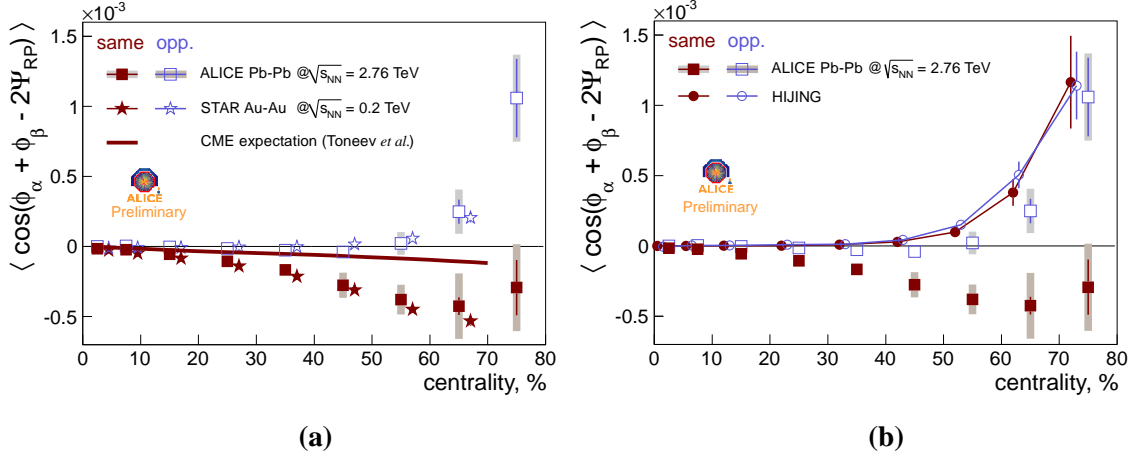 ×10⁻³
same opp.
ALICE Pb-Pb @√sNN = 2.76 TeV
STAR Au-Au @√sNN = 0.2 TeV
CME expectation (Toneev et al.)
ALICE
Preliminary
⟨ cos(φα + φβ - 2ΨRP) ⟩
1.5
1
0.5
0
-0.5
0 10 20 30 40 50 60 70 80
centrality, %
(a)
×10⁻³
same opp.
ALICE Pb-Pb @√sNN = 2.76 TeV
HIJING
ALICE
Preliminary
⟨ cos(φα + φβ - 2ΨRP) ⟩
1.5
1
0.5
0
-0.5
0 10 20 30 40 50 60 70 80
centrality, %
(b)